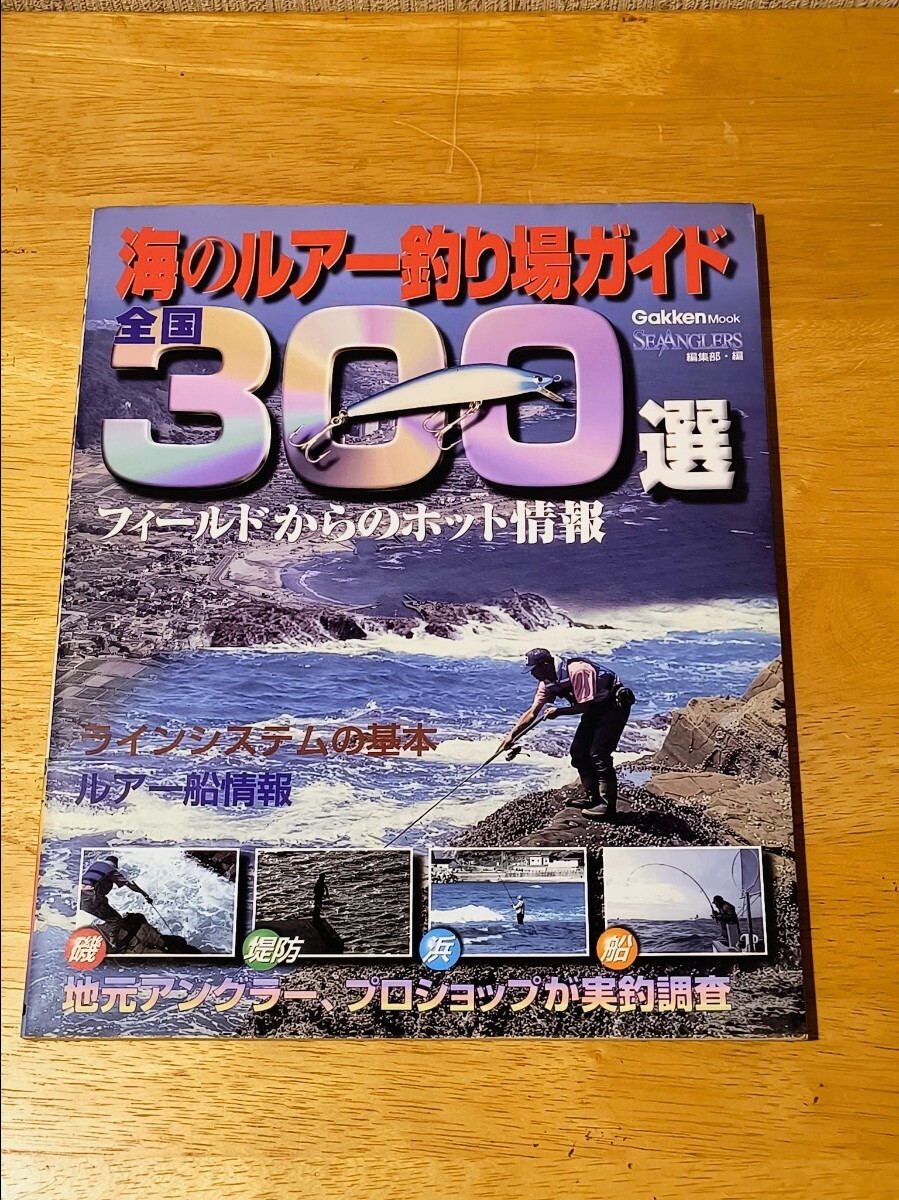 海のルアー釣り場ガイド
全国
300
選
Gakken Mook
SEA ANGLERS
編集部・編
フィールドからのホット情報
ラインシステムの基本
ルアー船情報
磯
堤防
浜
船
地元アングラー、プロショップが実釣調査